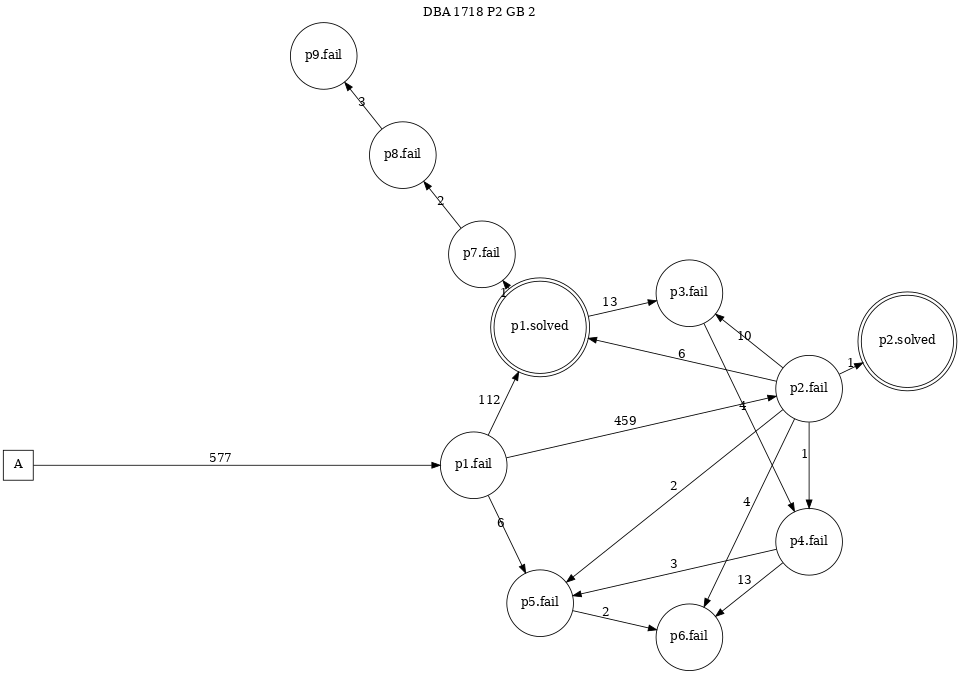 DBA 1718 P2 GB 2
p9.fail
3
p8.fail
2
p7.fail
1
p1.solved
13
p3.fail
10
6
p2.fail
1
p2.solved
112
459
4
A
577
p1.fail
6
2
4
1
p4.fail
3
13
p5.fail
2
p6.fail